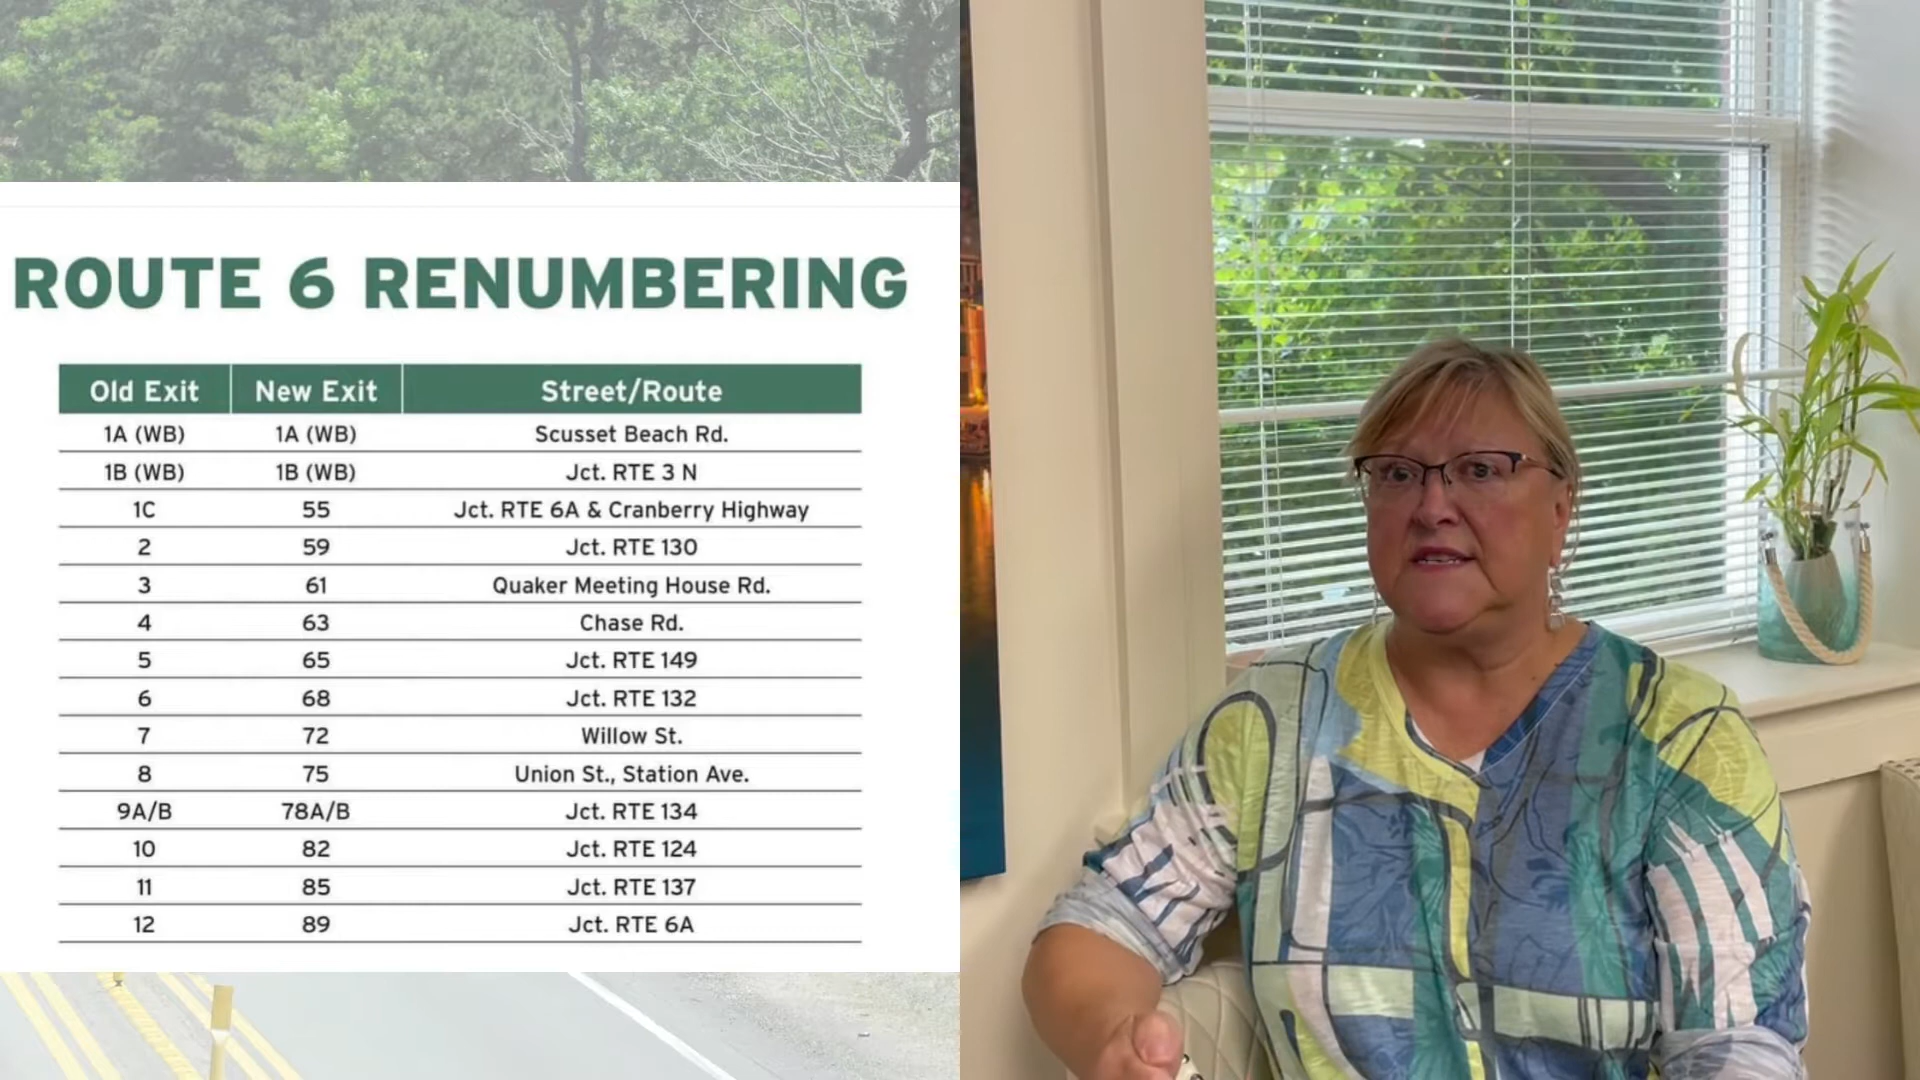 ROUTE 6 RENUMBERING
Old Exit New Exit Street/Route
1A (WB) 1A (WB) Scusset Beach Rd.
1B (WB) 1B (WB) Jct. RTE 3 N
1C 55 Jct. RTE 6A & Cranberry Highway
2 59 Jct. RTE 130
3 61 Quaker Meeting House Rd.
4 63 Chase Rd.
5 65 Jct. RTE 149
6 68 Jct. RTE 132
7 72 Willow St.
8 75 Union St., Station Ave.
9A/B 78A/B Jct. RTE 134
10 82 Jct. RTE 124
11 85 Jct. RTE 137
12 89 Jct. RTE 6A